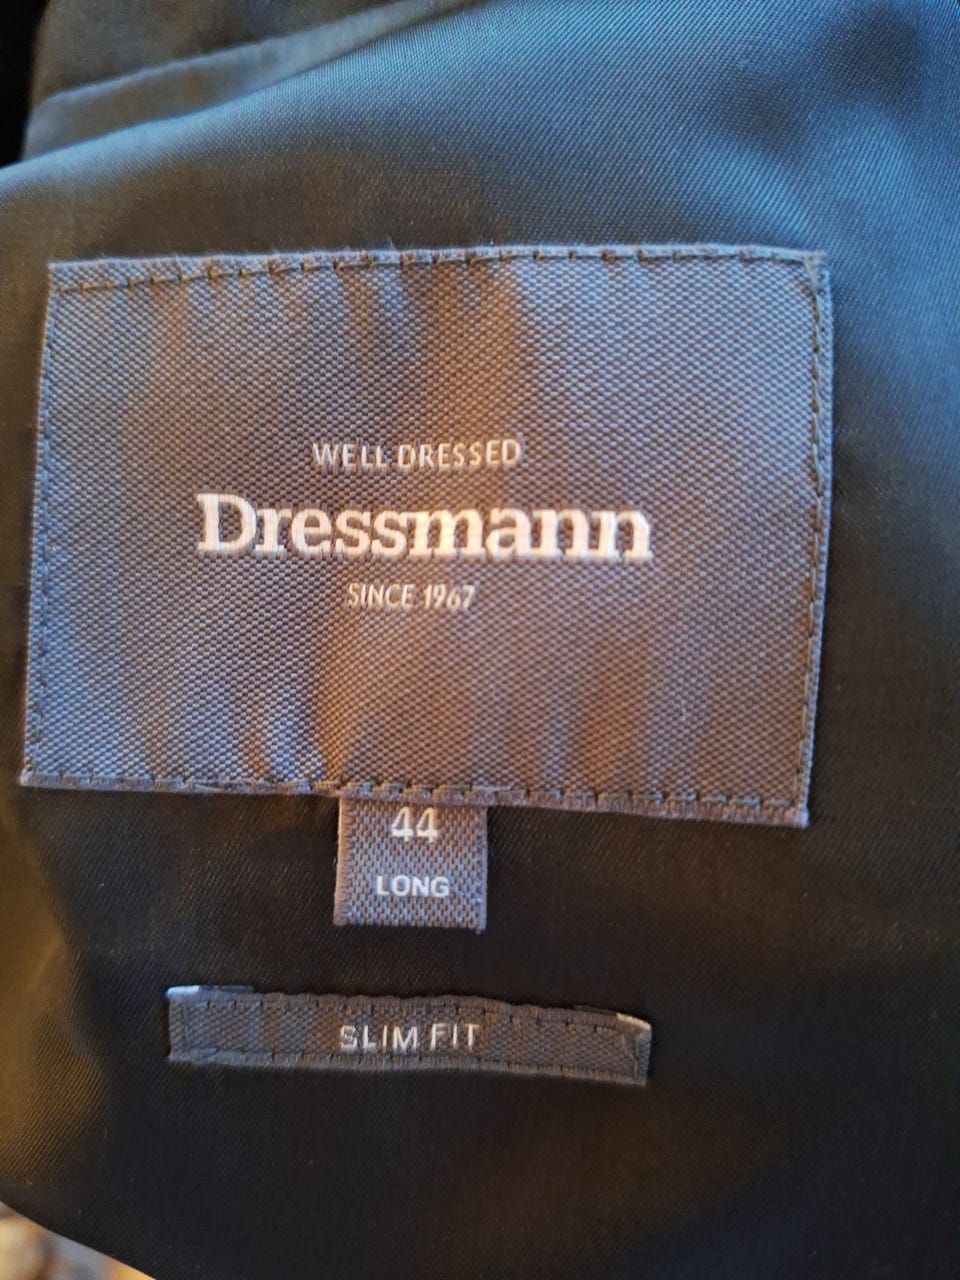 WELL DRESSED
Dressmann
SINCE 1967
44
LONG
SLIM FIT